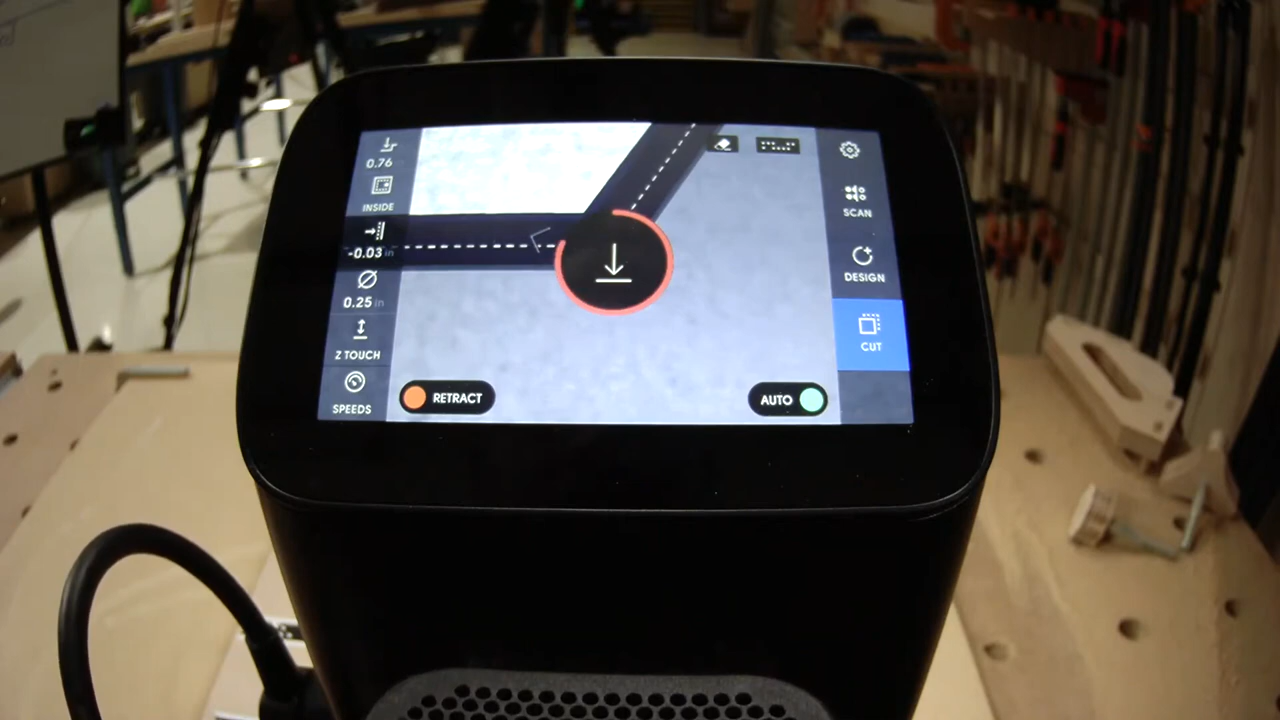 0.76
INSIDE
-0.03 in
0.25 in
Z TOUCH
SPEEDS
RETRACT
AUTO
SCAN
DESIGN
CUT